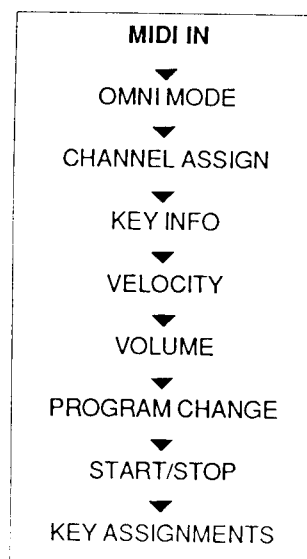 MIDI IN
OMNI MODE
CHANNEL ASSIGN
KEY INFO
VELOCITY
VOLUME
PROGRAM CHANGE
START/STOP
KEY ASSIGNMENTS